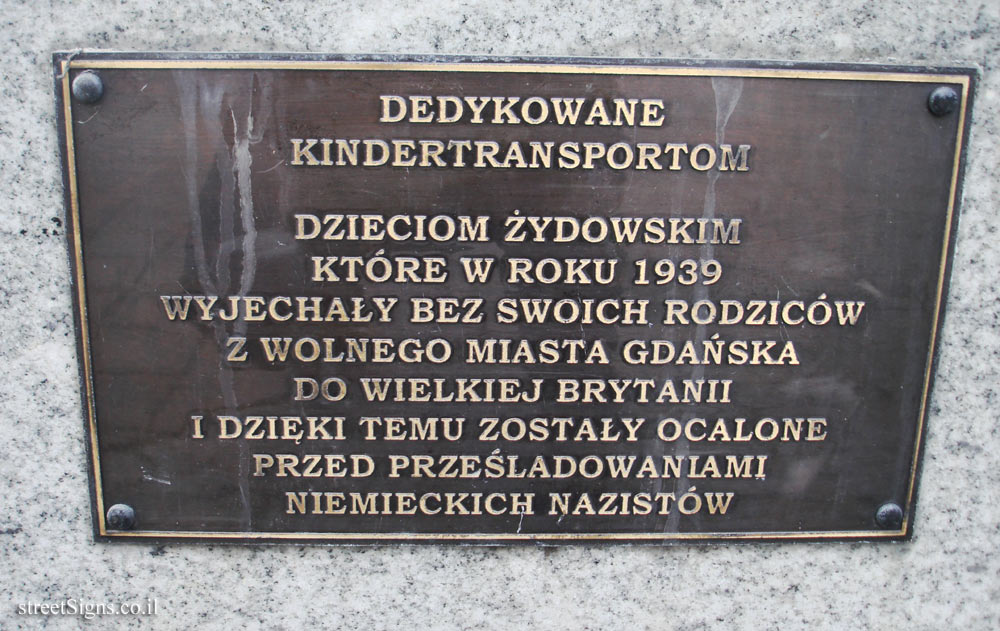 DEDYKOWANE
KINDERTRANSPORTOM
DZIECIOM ŻYDOWSKIM
KTÓRE W ROKU 1939
WYJECHAŁY BEZ SWOICH RODZICÓW
Z WOLNEGO MIASTA GDAŃSKA
DO WIELKIEJ BRYTANII
I DZIĘKI TEMU ZOSTAŁY OCALONE
PRZED PRZEŚLADOWANIAMI
NIEMIECKICH NAZISTÓW
streetSigns.co.il